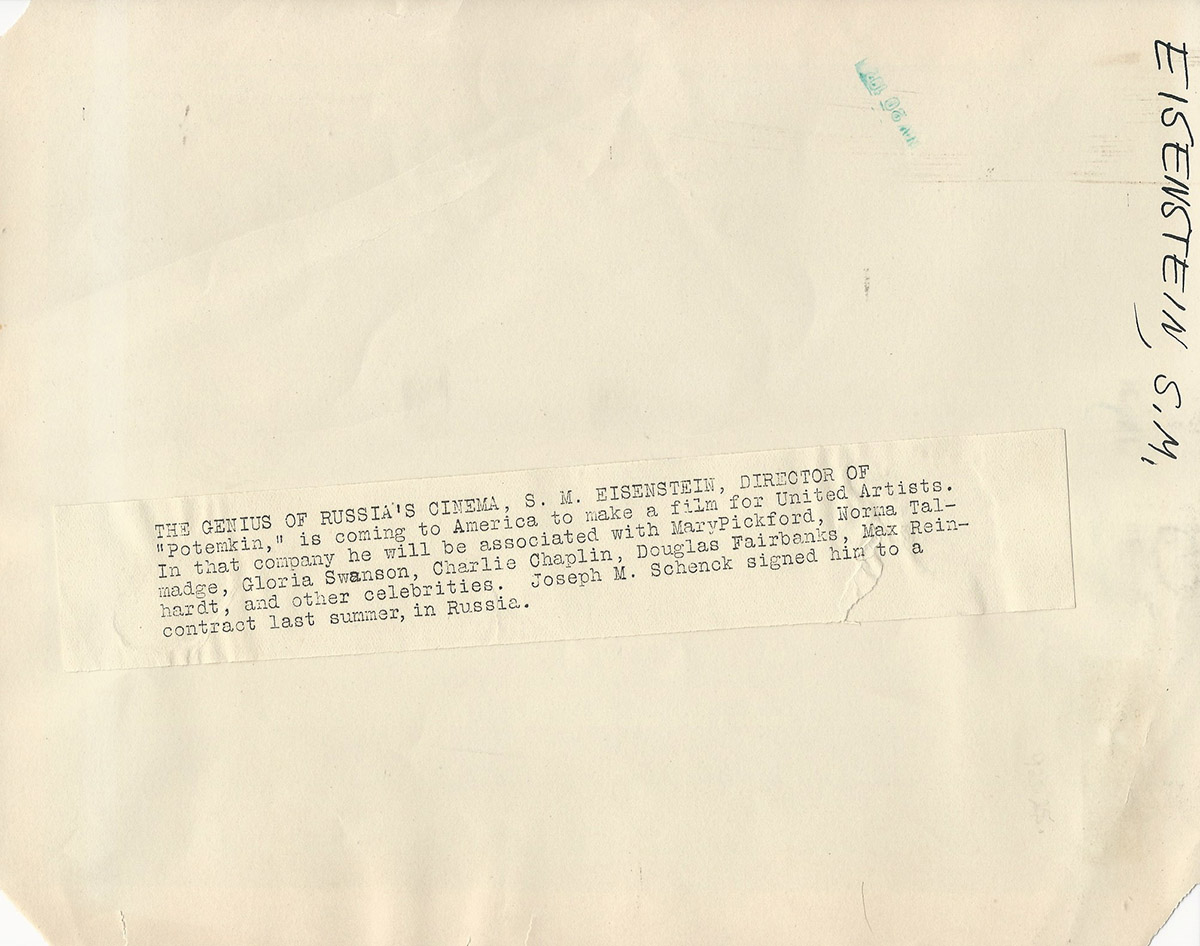 EISENSTEIN S.M.
THE GENIUS OF RUSSIA'S CINEMA, S. M. EISENSTEIN, DIRECTOR OF
"Potemkin," is coming to America to make a film for United Artists.
In that company he will be associated with MaryPickford, Norma Tal-
madge, Gloria Swanson, Charlie Chaplin, Douglas Fairbanks, Max Rein-
hardt, and other celebrities. Joseph M. Schenck signed him to a
contract last summer, in Russia.